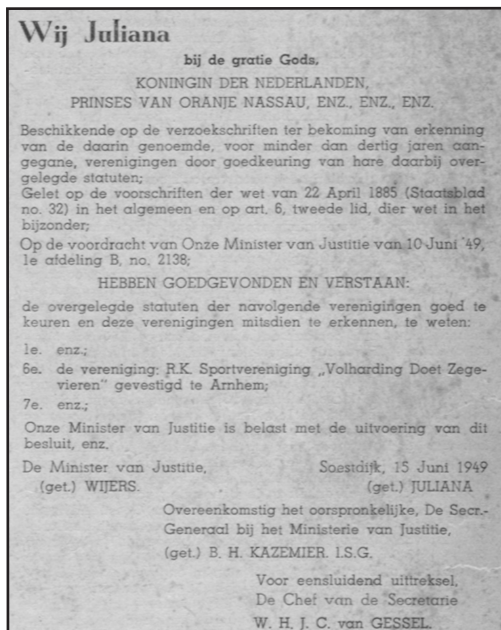 Wij Juliana
bij de gratie Gods,
KONINGIN DER NEDERLANDEN,
PRINSES VAN ORANJE NASSAU, ENZ., ENZ., ENZ.
Beschikkende op de verzoekschriften ter bekoming van erkenning
van de daarin genoemde, voor minder dan dertig jaren aan-
gegane, verenigingen door goedkeuring van hare daarbij over-
gelegde statuten;
Gelet op de voorschriften der wet van 22 April 1885 (Staatsblad
no. 32) in het algemeen en op art. 6, tweede lid, dier wet in het
bijzonder;
Op de voordracht van Onze Minister van Justitie van 10 Juni '49,
1e afdeling B, no. 2138;
HEBBEN GOEDGEVONDEN EN VERSTAAN:
de overgelegde statuten der navolgende verenigingen goed te
keuren en deze verenigingen mitsdien te erkennen, te weten:
1e. enz.;
6e. de vereniging: R.K. Sportvereniging „Volharding Doet Zege-
vieren" gevestigd te Arnhem;
7e. enz.;
Onze Minister van Justitie is belast met de uitvoering van dit
besluit, enz.
De Minister van Justitie, Soestdijk, 15 Juni 1949
(get.) WIJERS. (get.) JULIANA
Overeenkomstig het oorspronkelijke, De Secr.-
Generaal bij het Ministerie van Justitie,
(get.) B. H. KAZEMIER. I.S.G.
Voor eensluidend uittreksel,
De Chef van de Secretarie
W. H. J. C. van GESSEL.